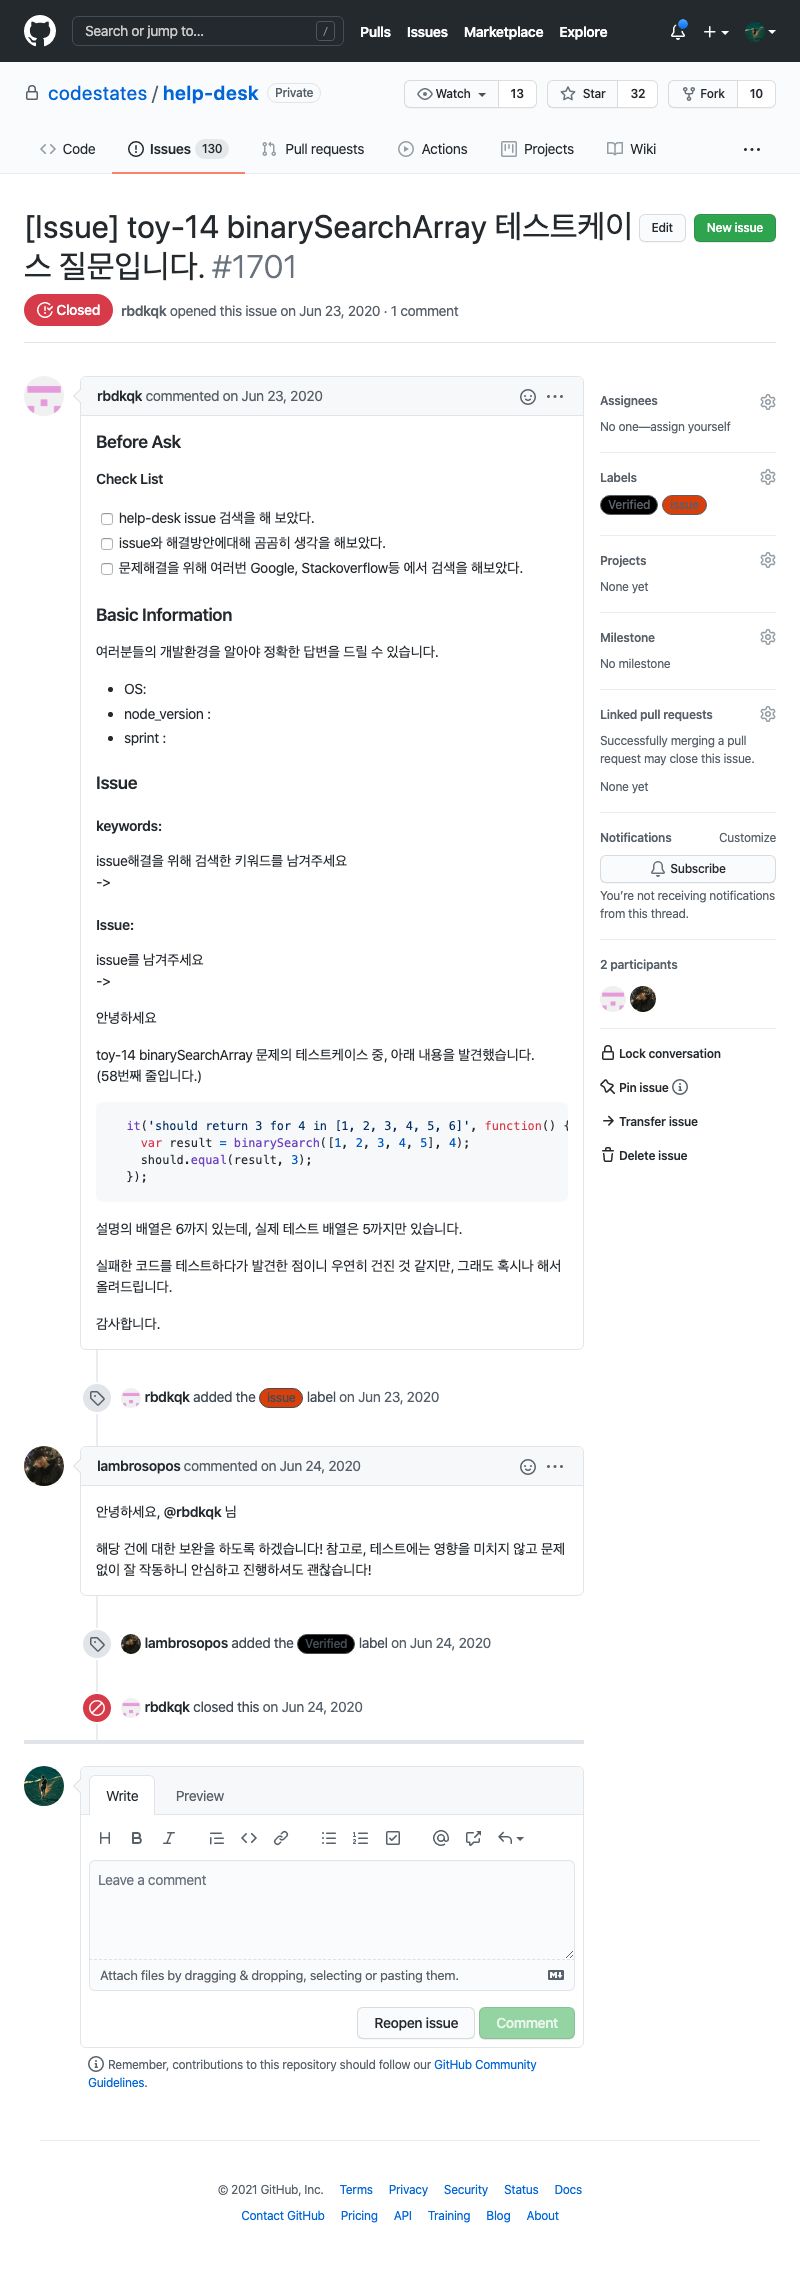 Search or jump to... /
Pulls Issues Marketplace Explore
codestates / help-desk Private
Watch 13 Star 32 Fork 10
Code Issues 130 Pull requests Actions Projects Wiki
[Issue] toy-14 binarySearchArray 테스트케이
스 질문입니다. #1701
Edit New issue
Closed rbdkqk opened this issue on Jun 23, 2020 · 1 comment
rbdkqk commented on Jun 23, 2020
Before Ask
Check List
help-desk issue 검색을 해 보았다.
issue와 해결방안에대해 곰곰히 생각을 해보았다.
문제해결을 위해 여러번 Google, Stackoverflow등 에서 검색을 해보았다.
Basic Information
여러분들의 개발환경을 알아야 정확한 답변을 드릴 수 있습니다.
OS:
node_version :
sprint :
Issue
keywords:
issue해결을 위해 검색한 키워드를 남겨주세요
->
Issue:
issue를 남겨주세요
->
안녕하세요
toy-14 binarySearchArray 문제의 테스트케이스 중, 아래 내용을 발견했습니다.
(58번째 줄입니다.)
it('should return 3 for 4 in [1, 2, 3, 4, 5, 6]', function() {
var result = binarySearch([1, 2, 3, 4, 5], 4);
should.equal(result, 3);
});
설명의 배열은 6까지 있는데, 실제 테스트 배열은 5까지만 있습니다.
실패한 코드를 테스트하다가 발견한 점이니 우연히 건진 것 같지만, 그래도 혹시나 해서
올려드립니다.
감사합니다.
rbdkqk added the issue label on Jun 23, 2020
lambrosopos commented on Jun 24, 2020
안녕하세요, @rbdkqk 님
해당 건에 대한 보완을 하도록 하겠습니다! 참고로, 테스트에는 영향을 미치지 않고 문제
없이 잘 작동하니 안심하고 진행하셔도 괜찮습니다!
lambrosopos added the Verified label on Jun 24, 2020
rbdkqk closed this on Jun 24, 2020
Assignees
No one—assign yourself
Labels
Verified issue
Projects
None yet
Milestone
No milestone
Linked pull requests
Successfully merging a pull
request may close this issue.
None yet
Notifications Customize
Subscribe
You're not receiving notifications
from this thread.
2 participants
Lock conversation
Pin issue
Transfer issue
Delete issue
Write Preview
Leave a comment
Attach files by dragging & dropping, selecting or pasting them.
Reopen issue Comment
Remember, contributions to this repository should follow our GitHub Community
Guidelines.
© 2021 GitHub, Inc. Terms Privacy Security Status Docs
Contact GitHub Pricing API Training Blog About